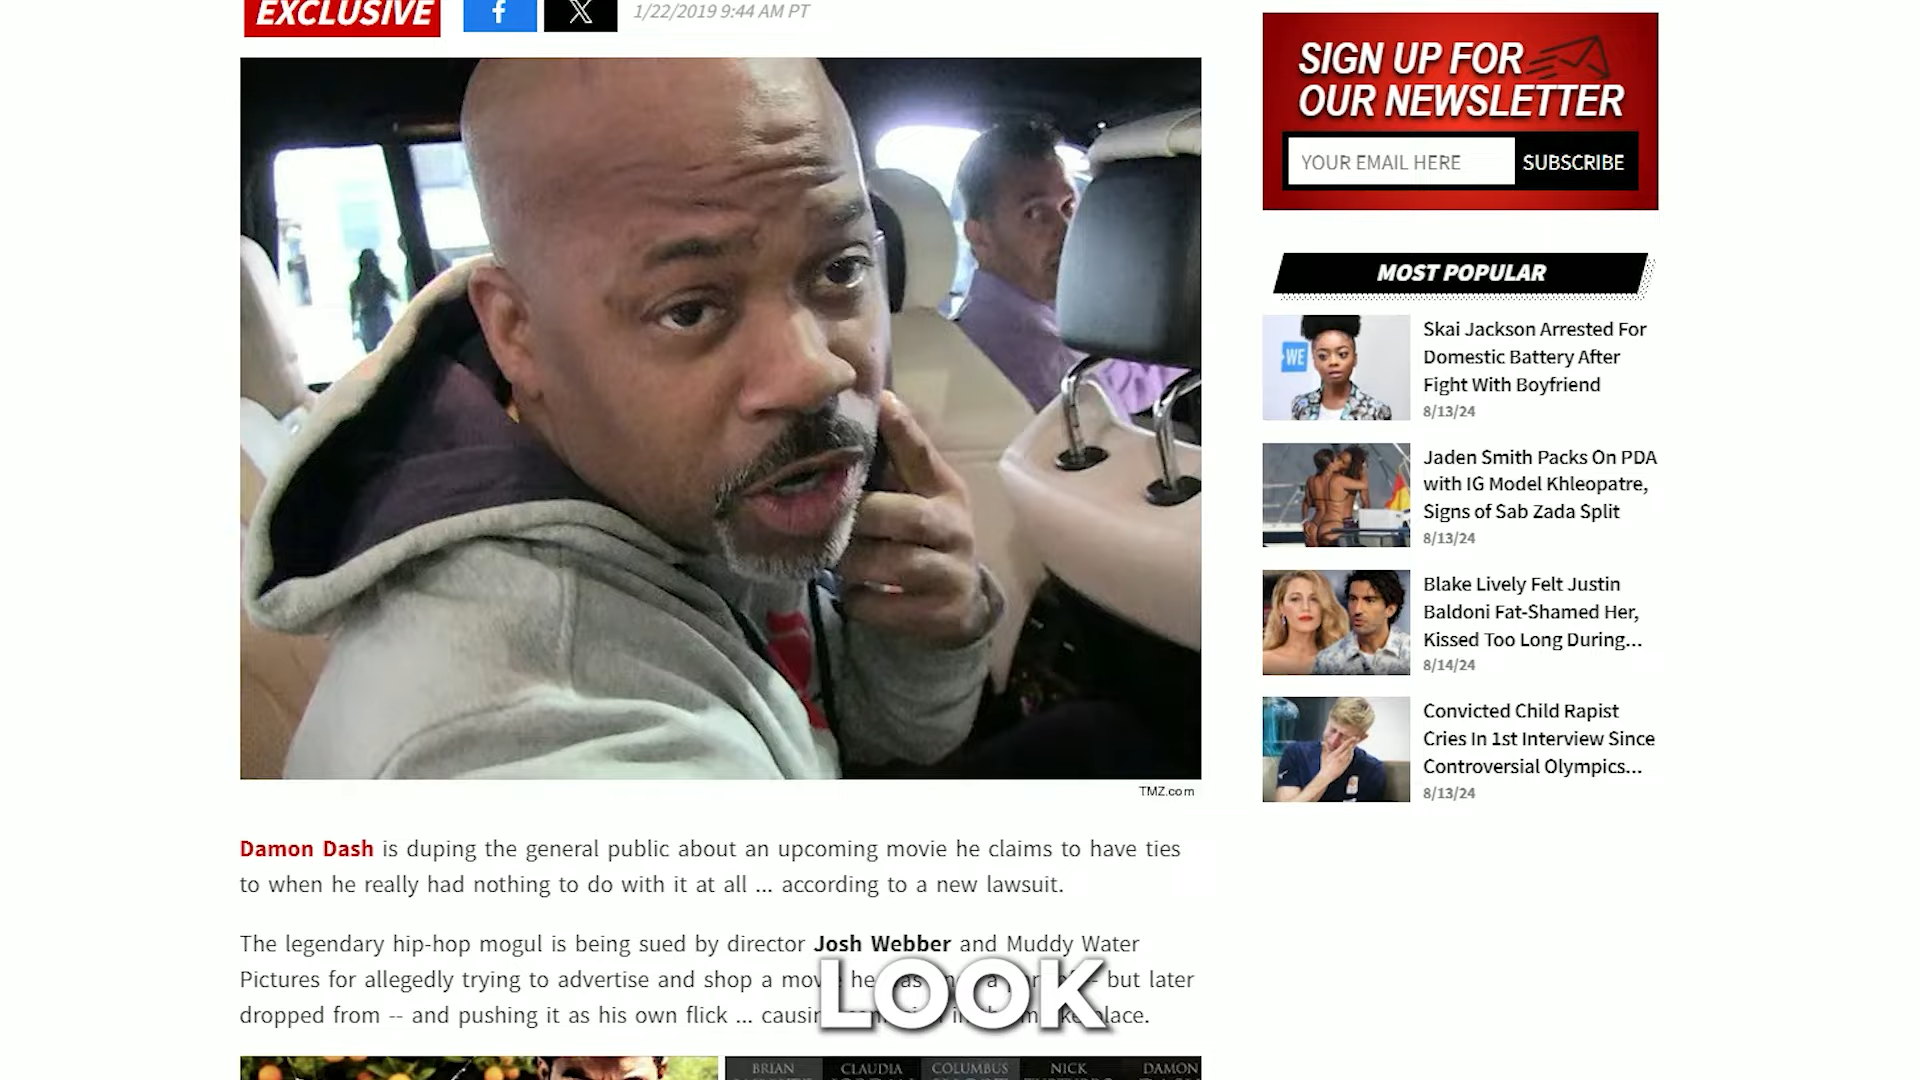 EXCLUSIVE
f
X
1/22/2019 9:44 AM PT
TMZ.com
Damon Dash is duping the general public about an upcoming movie he claims to have ties
to when he really had nothing to do with it at all ... according to a new lawsuit.
The legendary hip-hop mogul is being sued by director Josh Webber and Muddy Water
Pictures for allegedly trying to advertise and shop a movie he but later
dropped from -- and pushing it as his own flick ...
LOOK
BRIAN
CLAUDIA
COLUMBUS
NICK
DAMON
SIGN UP FOR
OUR NEWSLETTER
YOUR EMAIL HERE
SUBSCRIBE
MOST POPULAR
WE
Skai Jackson Arrested For
Domestic Battery After
Fight With Boyfriend
8/13/24
Jaden Smith Packs On PDA
with IG Model Khleopatre,
Signs of Sab Zada Split
8/13/24
Blake Lively Felt Justin
Baldoni Fat-Shamed Her,
Kissed Too Long During...
8/14/24
Convicted Child Rapist
Cries In 1st Interview Since
Controversial Olympics...
8/13/24